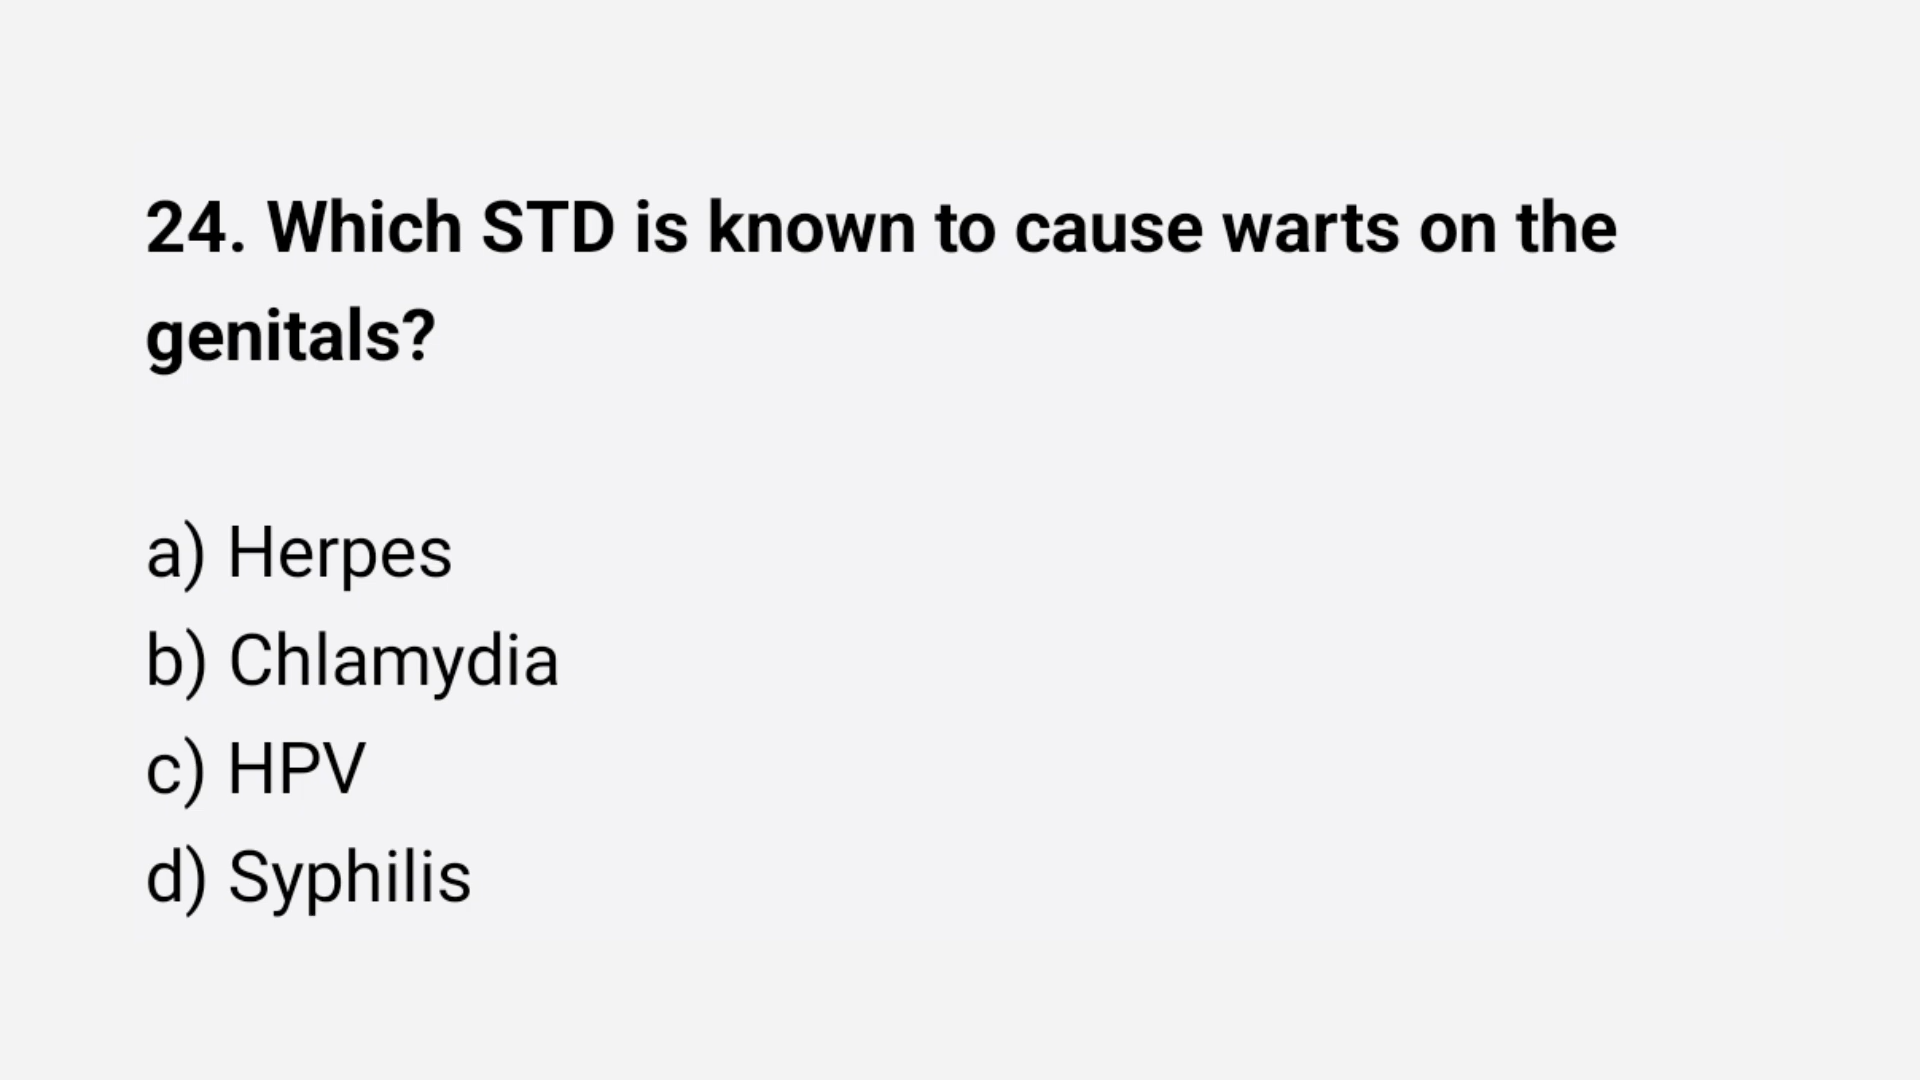 24. Which STD is known to cause warts on the
genitals?
a) Herpes
b) Chlamydia
c) HPV
d) Syphilis